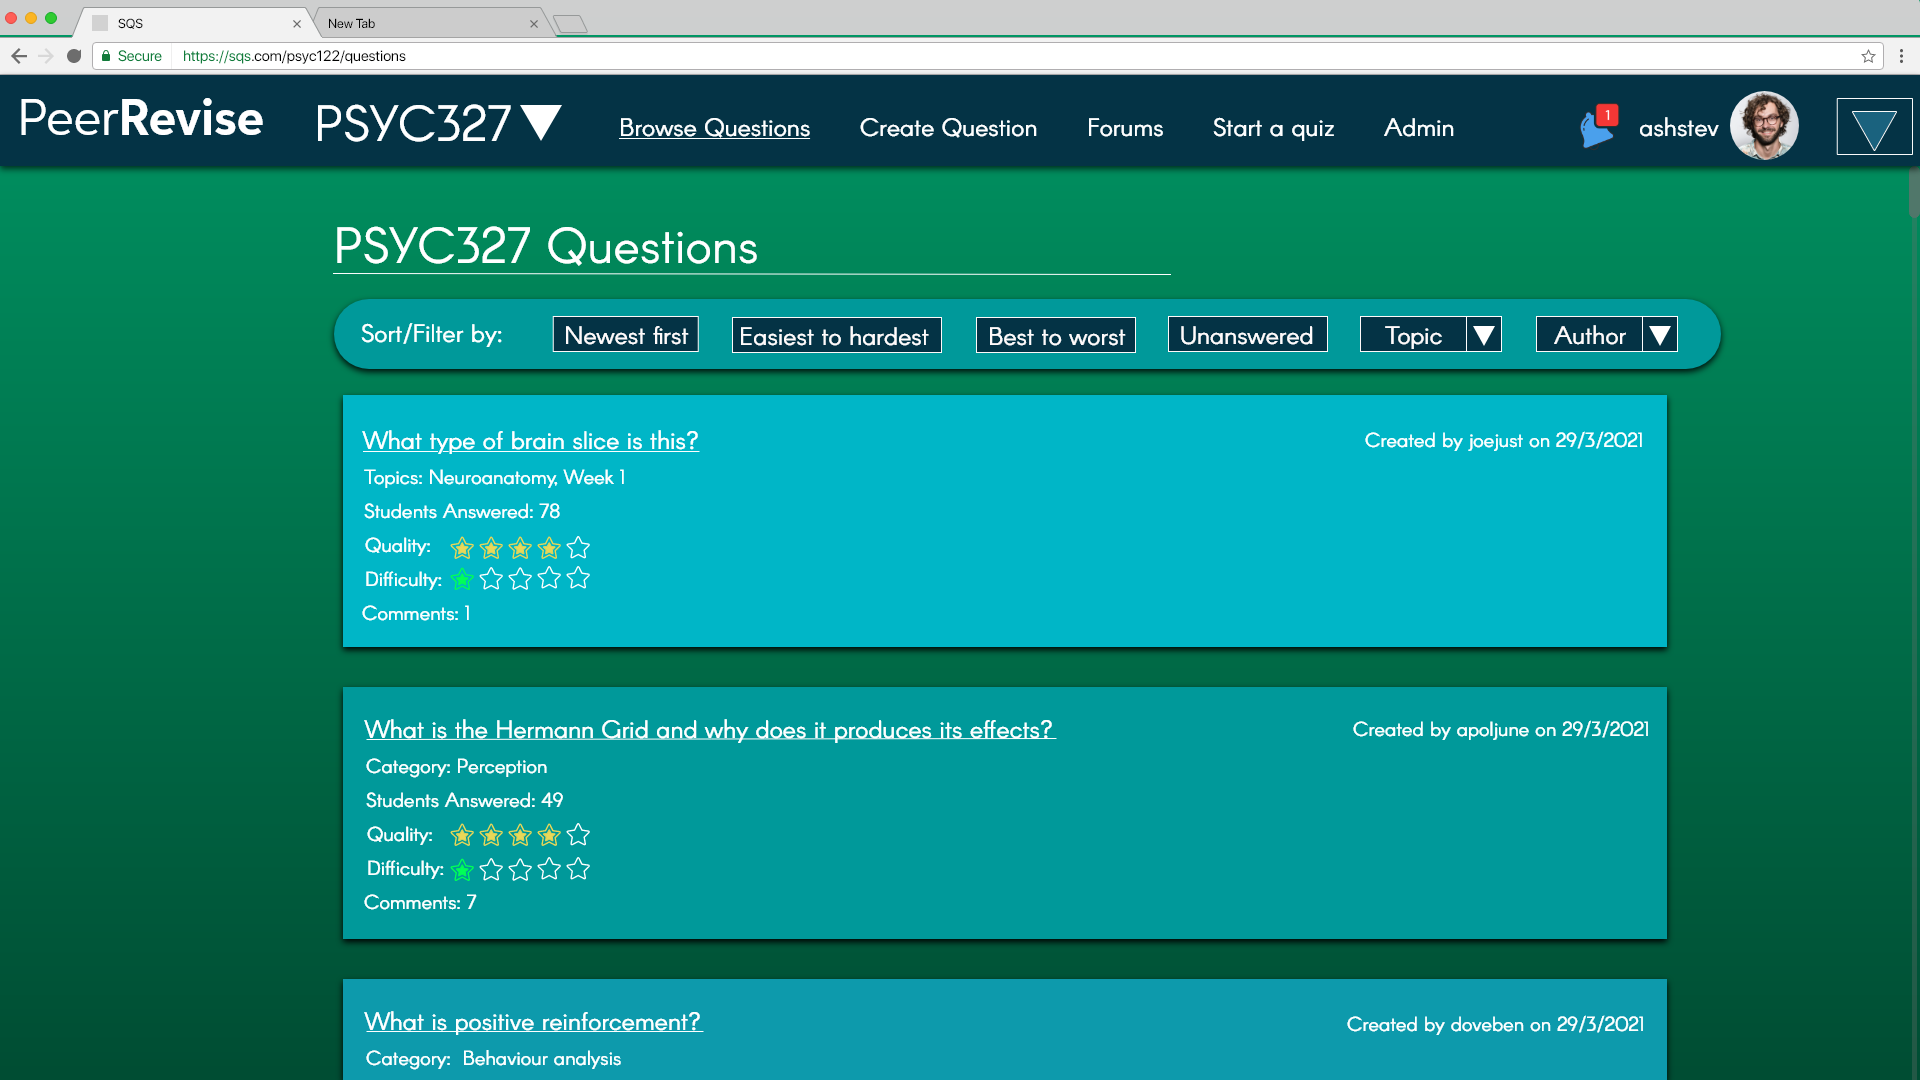 SQS
New Tab
Secure
https://sqs.com/psyc122/questions
PeerRevise
PSYC327
Browse Questions
Create Question
Forums
Start a quiz
Admin
1
ashstev
PSYC327 Questions
Sort/Filter by:
Newest first
Easiest to hardest
Best to worst
Unanswered
Topic
Author
What type of brain slice is this?
Created by joejust on 29/3/2021
Topics: Neuroanatomy, Week 1
Students Answered: 78
Quality:
Difficulty:
Comments: 1
What is the Hermann Grid and why does it produces its effects?
Created by apoljune on 29/3/2021
Category: Perception
Students Answered: 49
Quality:
Difficulty:
Comments: 7
What is positive reinforcement?
Created by doveben on 29/3/2021
Category: Behaviour analysis